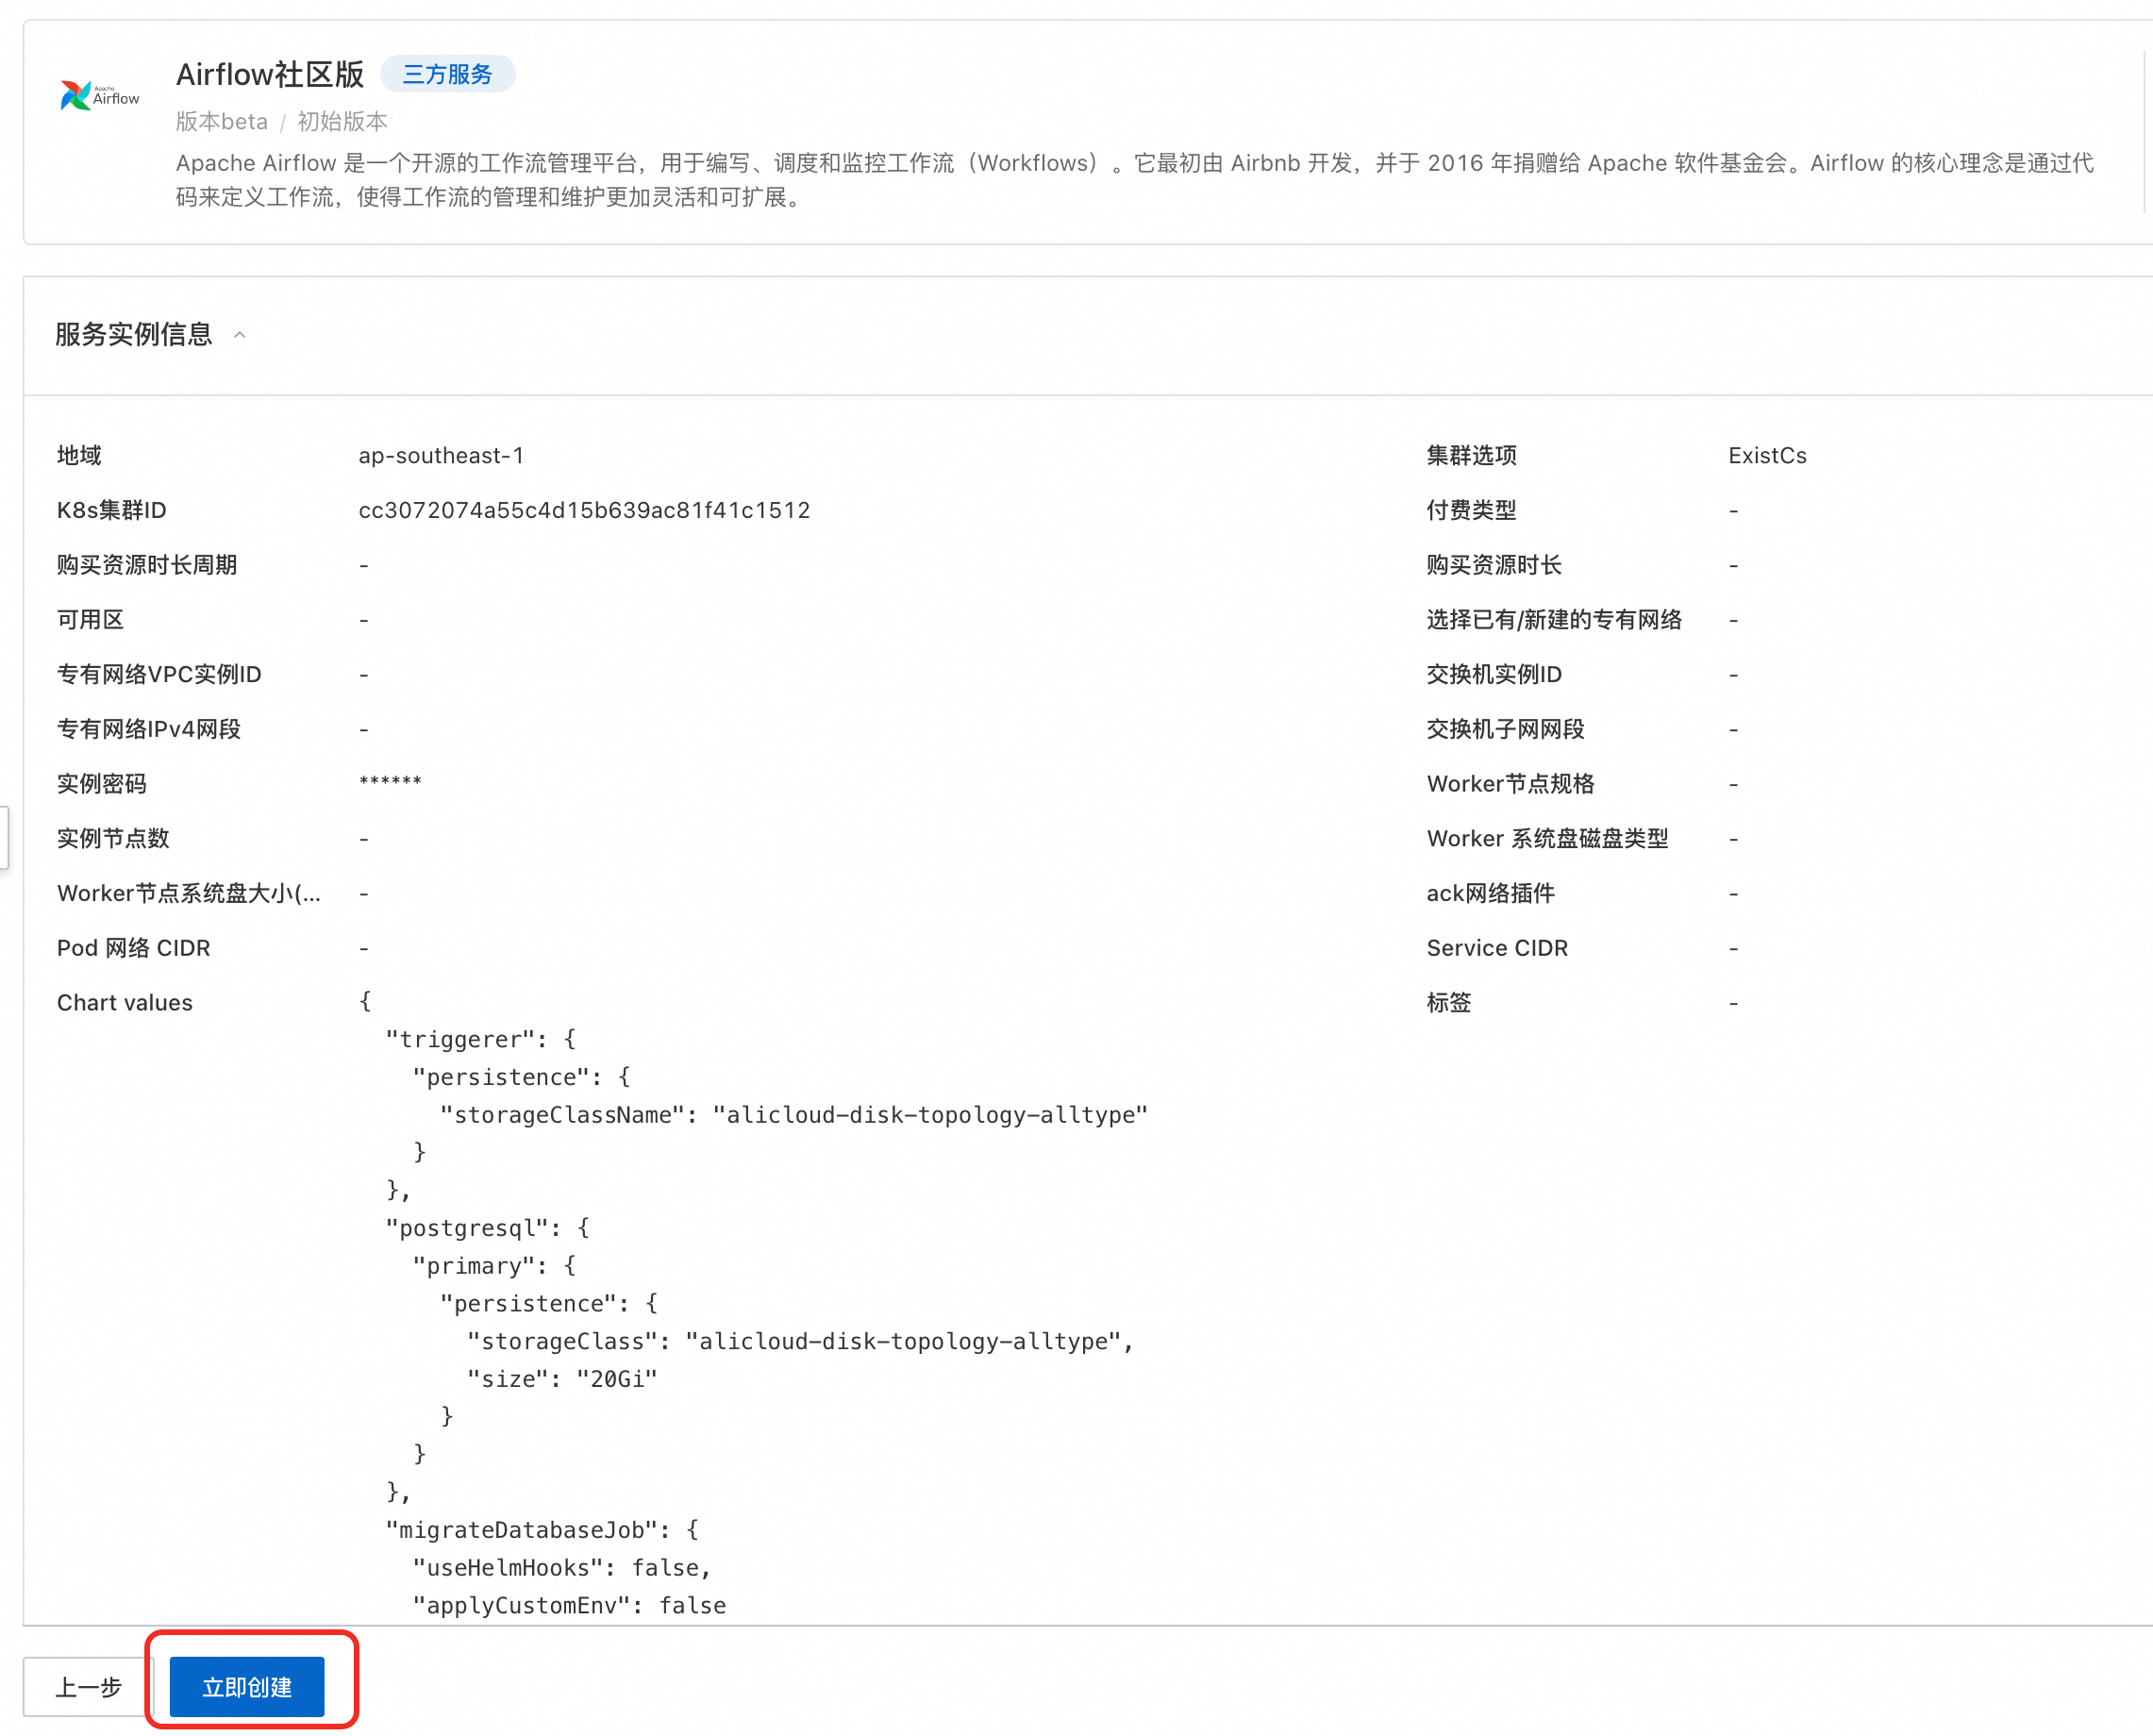 Apache
Airflow
Airflow社区版 三方服务
版本beta / 初始版本
Apache Airflow 是一个开源的工作流管理平台，用于编写、调度和监控工作流（Workflows）。它最初由 Airbnb 开发，并于 2016 年捐赠给 Apache 软件基金会。Airflow 的核心理念是通过代
码来定义工作流，使得工作流的管理和维护更加灵活和可扩展。
服务实例信息
地域 ap-southeast-1 集群选项 ExistCs
K8s集群ID cc3072074a55c4d15b639ac81f41c1512 付费类型 -
购买资源时长周期 - 购买资源时长 -
可用区 - 选择已有/新建的专有网络 -
专有网络VPC实例ID - 交换机实例ID -
专有网络IPv4网段 - 交换机子网网段 -
实例密码 ****** Worker节点规格 -
实例节点数 - Worker 系统盘磁盘类型 -
Worker节点系统盘大小(... - ack网络插件 -
Pod 网络 CIDR - Service CIDR -
Chart values { 标签 -
"triggerer": {
"persistence": {
"storageClassName": "alicloud-disk-topology-alltype"
}
},
"postgresql": {
"primary": {
"persistence": {
"storageClass": "alicloud-disk-topology-alltype",
"size": "20Gi"
}
}
},
"migrateDatabaseJob": {
"useHelmHooks": false,
"applyCustomEnv": false
上一步 立即创建